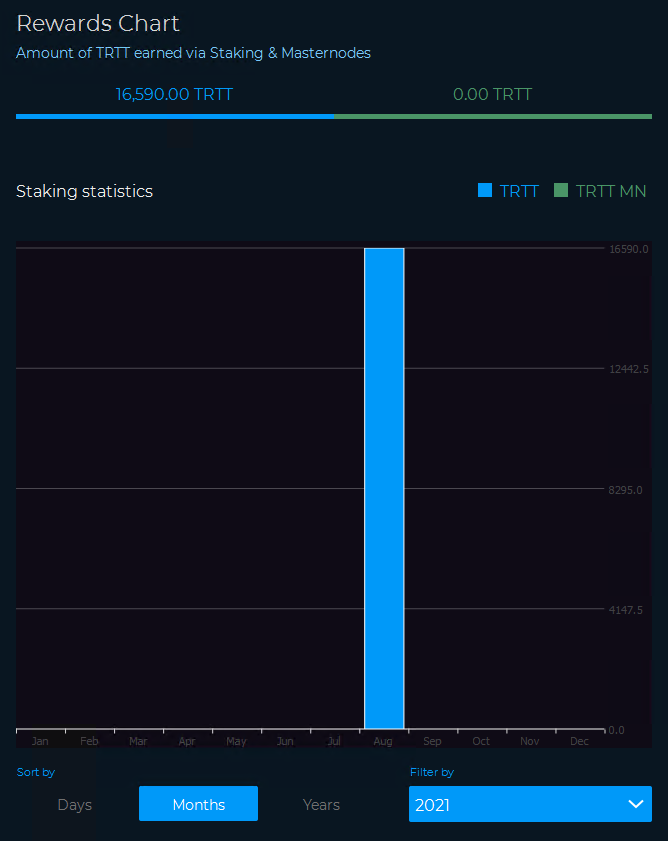 Rewards Chart
Amount of TRTT earned via Staking & Masternodes
16,590.00 TRTT 0.00 TRTT
Staking statistics TRTT TRTT MN
16590.0
12442.5
8295.0
4147.5
0.0
Jan Feb Mar Apr May Jun Jul Aug Sep Oct Nov Dec
Sort by Filter by
Days Months Years 2021